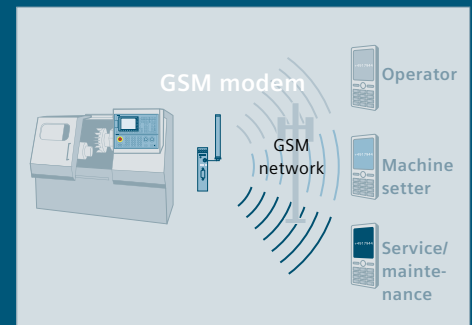 GSM modem
GSM
network
Operator
Machine
setter
Service/
mainte-
nance